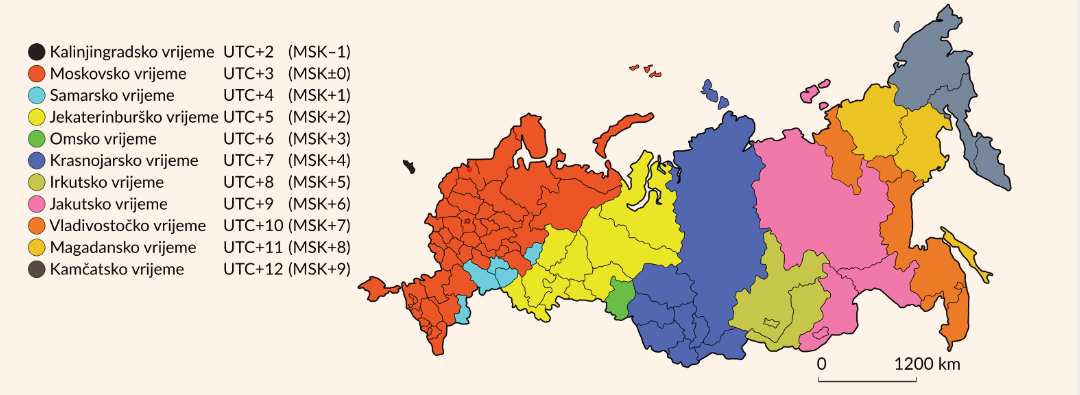 Kalinjingradsko vrijeme UTC+2 (MSK–1)
Moskovsko vrijeme UTC+3 (MSK±0)
Samarsko vrijeme UTC+4 (MSK+1)
Jekaterinburško vrijeme UTC+5 (MSK+2)
Omsko vrijeme UTC+6 (MSK+3)
Krasnojarsko vrijeme UTC+7 (MSK+4)
Irkutsko vrijeme UTC+8 (MSK+5)
Jakutsko vrijeme UTC+9 (MSK+6)
Vladivostočko vrijeme UTC+10 (MSK+7)
Magadansko vrijeme UTC+11 (MSK+8)
Kamčatsko vrijeme UTC+12 (MSK+9)
0 1200 km